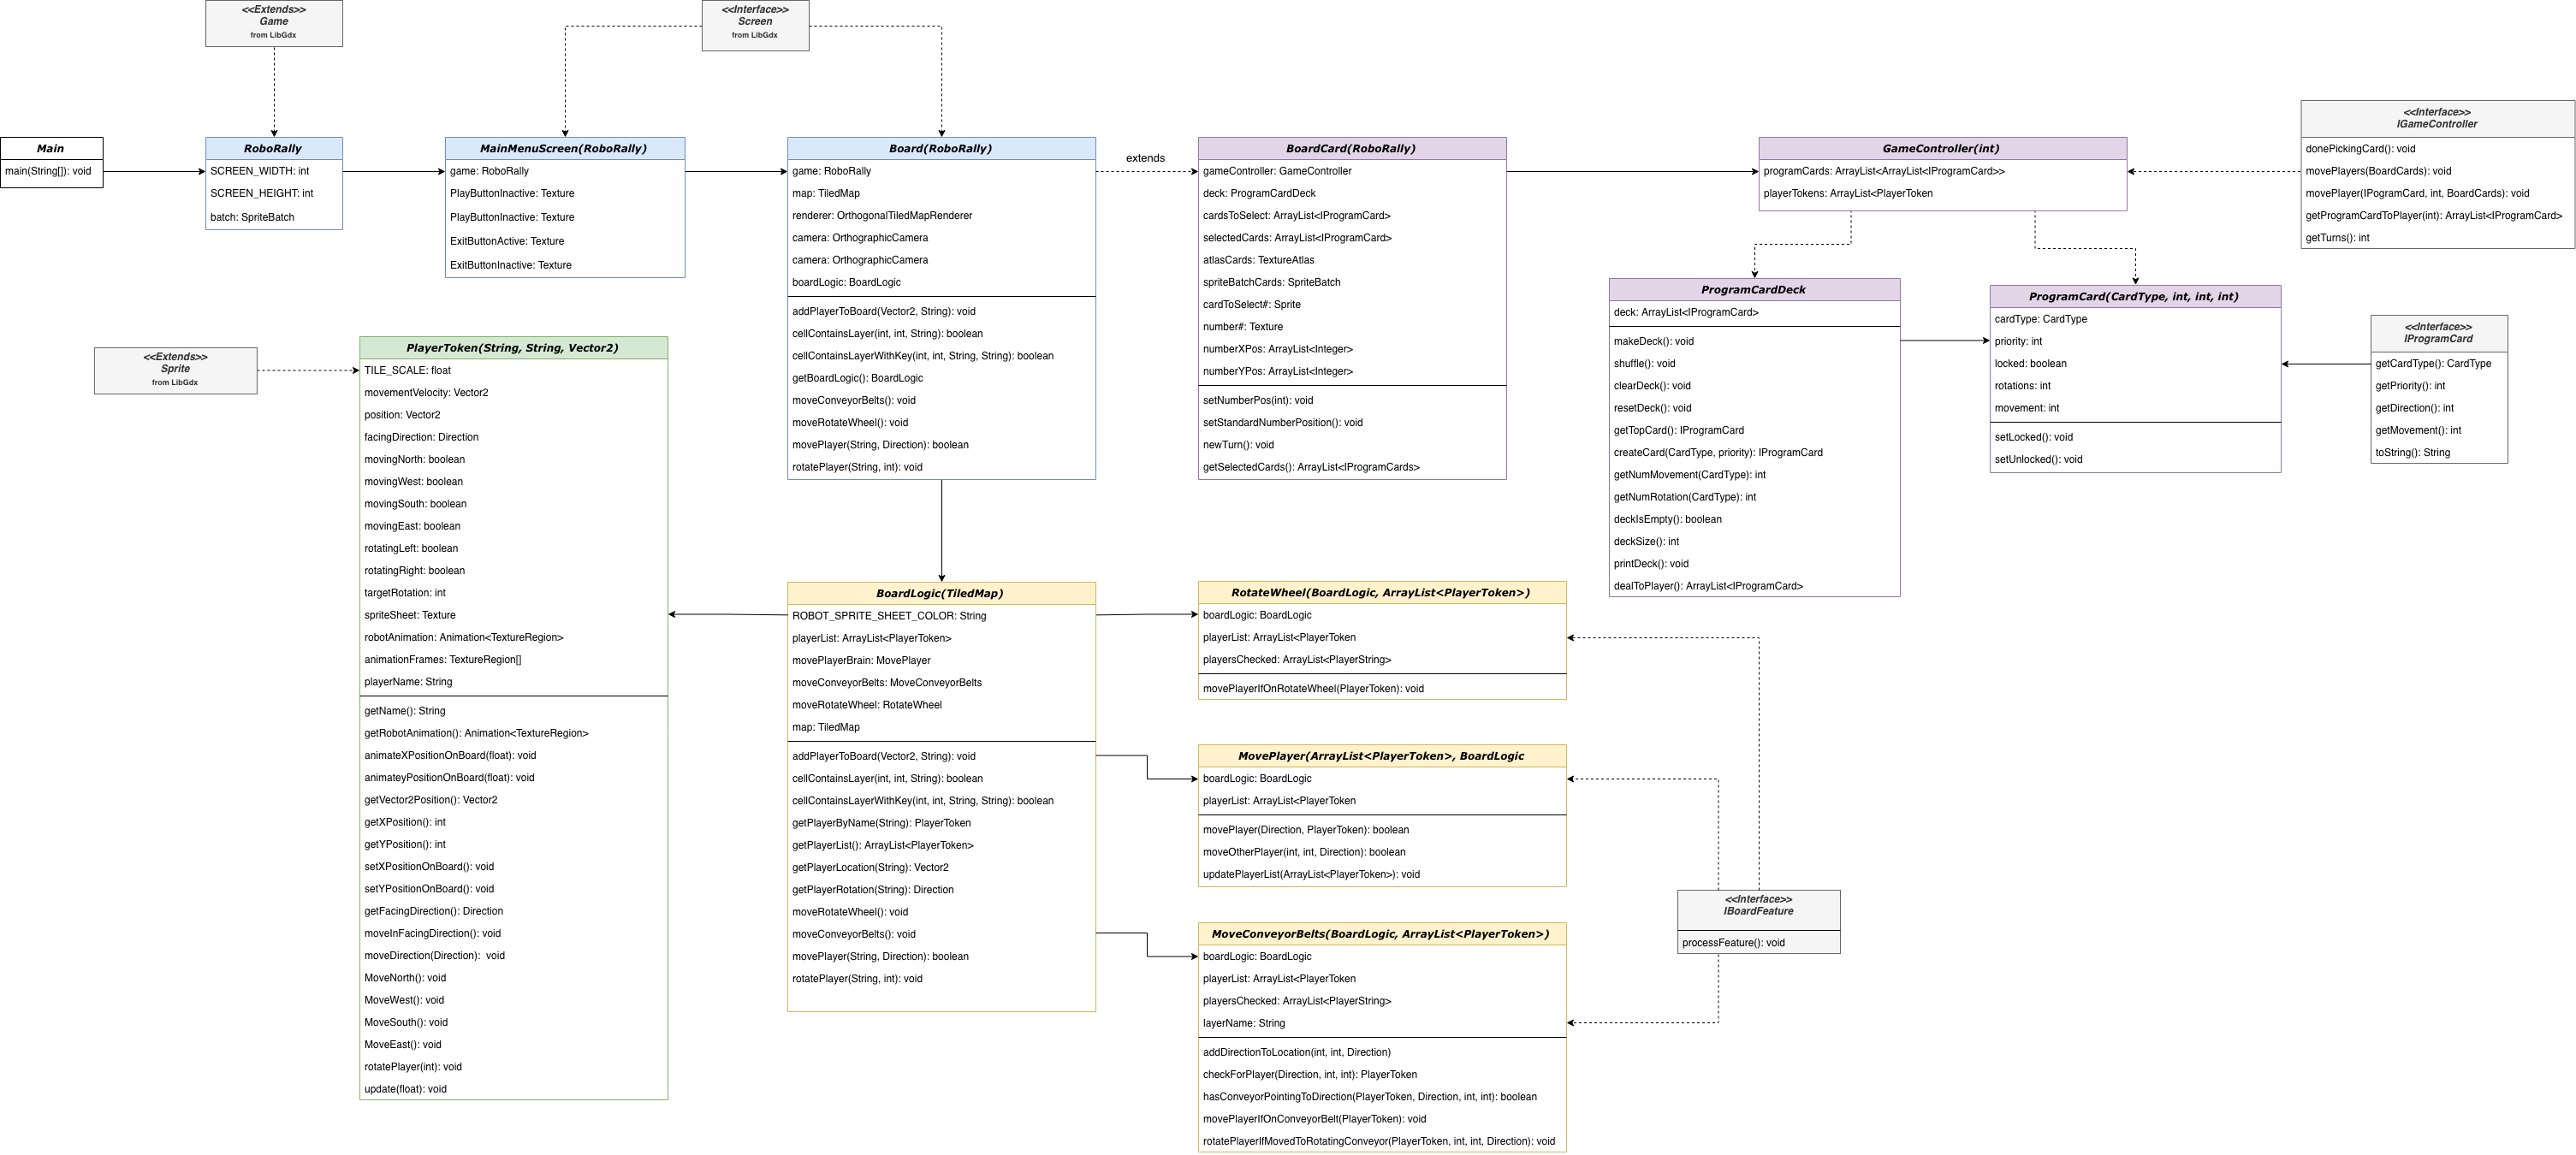 <<Extends>>
Game
from LibGdx
<<Interface>>
Screen
from LibGdx
Main
main(String[]): void
RoboRally
SCREEN_WIDTH: int
SCREEN_HEIGHT: int
batch: SpriteBatch
MainMenuScreen(RoboRally)
game: RoboRally
PlayButtonInactive: Texture
PlayButtonInactive: Texture
ExitButtonActive: Texture
ExitButtonInactive: Texture
Board(RoboRally)
game: RoboRally
map: TiledMap
renderer: OrthogonalTiledMapRenderer
camera: OrthographicCamera
camera: OrthographicCamera
boardLogic: BoardLogic
addPlayerToBoard(Vector2, String): void
cellContainsLayer(int, int, String): boolean
cellContainsLayerWithKey(int, int, String, String): boolean
getBoardLogic(): BoardLogic
moveConveyorBelts(): void
moveRotateWheel(): void
movePlayer(String, Direction): boolean
rotatePlayer(String, int): void
extends
BoardCard(RoboRally)
gameController: GameController
deck: ProgramCardDeck
cardsToSelect: ArrayList<IProgramCard>
selectedCards: ArrayList<IProgramCard>
atlasCards: TextureAtlas
spriteBatchCards: SpriteBatch
cardToSelect#: Sprite
number#: Texture
numberXPos: ArrayList<Integer>
numberYPos: ArrayList<Integer>
setNumberPos(int): void
setStandardNumberPosition(): void
newTurn(): void
getSelectedCards(): ArrayList<IProgramCards>
GameController(int)
programCards: ArrayList<ArrayList<IProgramCard>>
playerTokens: ArrayList<PlayerToken
<<Interface>>
IGameController
donePickingCard(): void
movePlayers(BoardCards): void
movePlayer(IProgramCard, int, BoardCards): void
getProgramCardToPlayer(int): ArrayList<IProgramCard>
getTurns(): int
ProgramCardDeck
deck: ArrayList<IProgramCard>
makeDeck(): void
shuffle(): void
clearDeck(): void
resetDeck(): void
getTopCard(): IProgramCard
createCard(CardType, priority): IProgramCard
getNumMovement(CardType): int
getNumRotation(CardType): int
deckIsEmpty(): boolean
deckSize(): int
printDeck(): void
dealToPlayer(): ArrayList<IProgramCard>
ProgramCard(CardType, int, int, int)
cardType: CardType
priority: int
locked: boolean
rotations: int
movement: int
setLocked(): void
setUnlocked(): void
<<Interface>>
IProgramCard
getCardType(): CardType
getPriority(): int
getDirection(): int
getMovement(): int
toString(): String
<<Extends>>
Sprite
from LibGdx
PlayerToken(String, String, Vector2)
TILE_SCALE: float
movementVelocity: Vector2
position: Vector2
facingDirection: Direction
movingNorth: boolean
movingWest: boolean
movingSouth: boolean
movingEast: boolean
rotatingLeft: boolean
rotatingRight: boolean
targetRotation: int
spriteSheet: Texture
robotAnimation: Animation<TextureRegion>
animationFrames: TextureRegion[]
playerName: String
getName(): String
getRobotAnimation(): Animation<TextureRegion>
animateXPositionOnBoard(float): void
animateyPositionOnBoard(float): void
getVector2Position(): Vector2
getXPosition(): int
getYPosition(): int
setXPositionOnBoard(): void
setYPositionOnBoard(): void
getFacingDirection(): Direction
moveInFacingDirection(): void
moveDirection(Direction): void
MoveNorth(): void
MoveWest(): void
MoveSouth(): void
MoveEast(): void
rotatePlayer(int): void
update(float): void
BoardLogic(TiledMap)
ROBOT_SPRITE_SHEET_COLOR: String
playerList: ArrayList<PlayerToken>
movePlayerBrain: MovePlayer
moveConveyorBelts: MoveConveyorBelts
moveRotateWheel: RotateWheel
map: TiledMap
addPlayerToBoard(Vector2, String): void
cellContainsLayer(int, int, String): boolean
cellContainsLayerWithKey(int, int, String, String): boolean
getPlayerByName(String): PlayerToken
getPlayerList(): ArrayList<PlayerToken>
getPlayerLocation(String): Vector2
getPlayerRotation(String): Direction
moveRotateWheel(): void
moveConveyorBelts(): void
movePlayer(String, Direction): boolean
rotatePlayer(String, int): void
RotateWheel(BoardLogic, ArrayList<PlayerToken>)
boardLogic: BoardLogic
playerList: ArrayList<PlayerToken
playersChecked: ArrayList<PlayerString>
movePlayerIfOnRotateWheel(PlayerToken): void
MovePlayer(ArrayList<PlayerToken>, BoardLogic
boardLogic: BoardLogic
playerList: ArrayList<PlayerToken
movePlayer(Direction, PlayerToken): boolean
moveOtherPlayer(int, int, Direction): boolean
updatePlayerList(ArrayList<PlayerToken>): void
MoveConveyorBelts(BoardLogic, ArrayList<PlayerToken>)
boardLogic: BoardLogic
playerList: ArrayList<PlayerToken
playersChecked: ArrayList<PlayerString>
layerName: String
addDirectionToLocation(int, int, Direction)
checkForPlayer(Direction, int, int): PlayerToken
hasConveyorPointingToDirection(PlayerToken, Direction, int, int): boolean
movePlayerIfOnConveyorBelt(PlayerToken): void
rotatePlayerIfMovedToRotatingConveyor(PlayerToken, int, int, Direction): void
<<Interface>>
IBoardFeature
processFeature(): void